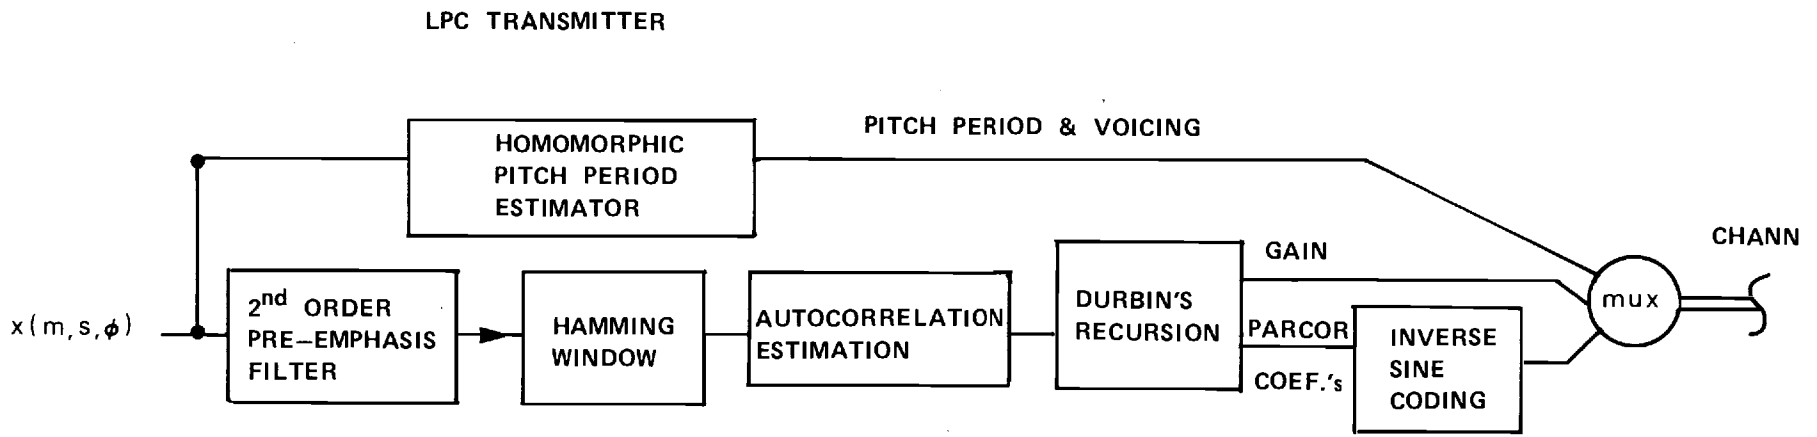 LPC TRANSMITTER
HOMOMORPHIC
PITCH PERIOD
ESTIMATOR
PITCH PERIOD & VOICING
CHANN
x(m,s,ϕ)
2nd ORDER
PRE–EMPHASIS
FILTER
HAMMING
WINDOW
AUTOCORRELATION
ESTIMATION
DURBIN'S
RECURSION
GAIN
PARCOR
COEF.'s
INVERSE
SINE
CODING
mux